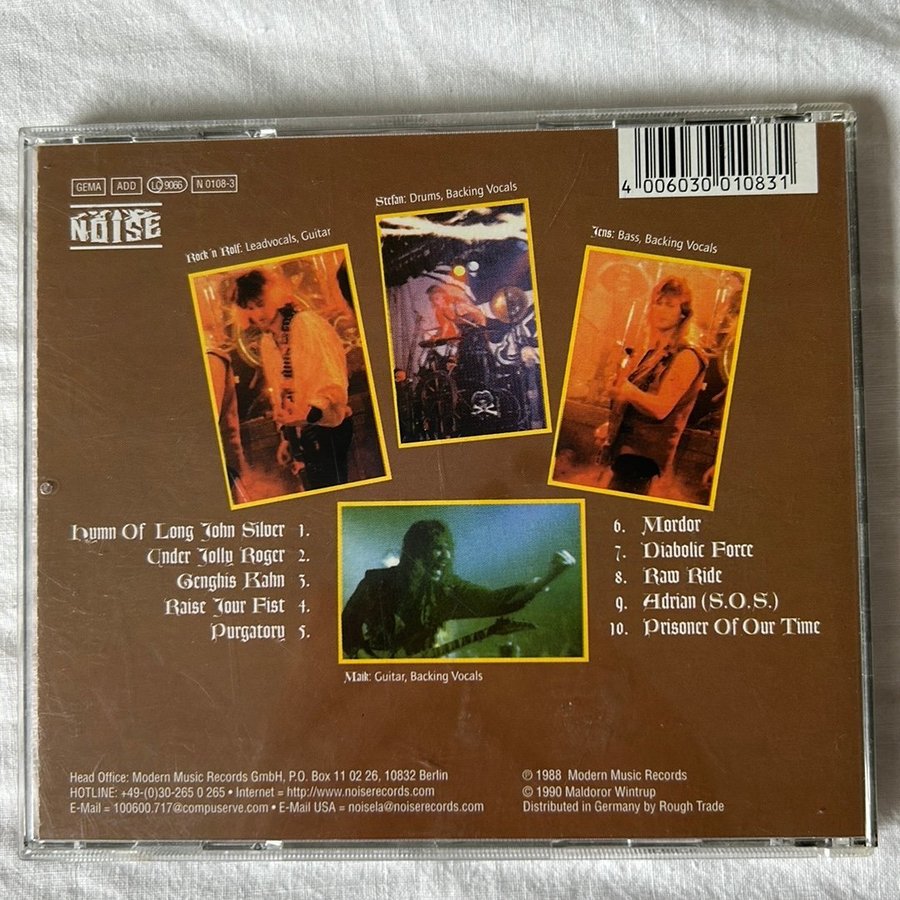 GEMA ADD LC 9066 N 0108-3
NOISE
4 006030 010831
Stefan: Drums, Backing Vocals
Rock'n Rolf: Leadvocals, Guitar
Jens: Bass, Backing Vocals
Hymn Of Long John Silver 1.
Under Jolly Roger 2.
Genghis Kahn 3.
Raise Your Fist 4.
Purgatory 5.
6. Mordor
7. Diabolic Force
8. Raw Ride
9. Adrian (S.O.S.)
10. Prisoner Of Our Time
Maik: Guitar, Backing Vocals
Head Office: Modern Music Records GmbH, P.O. Box 11 02 26, 10832 Berlin
HOTLINE: +49-(0)30-265 0 265 • Internet = http://www.noiserecords.com
E-Mail = 100600.717@compuserve.com • E-Mail USA = noisela@noiserecords.com
℗ 1988 Modern Music Records
© 1990 Maldoror Wintrup
Distributed in Germany by Rough Trade